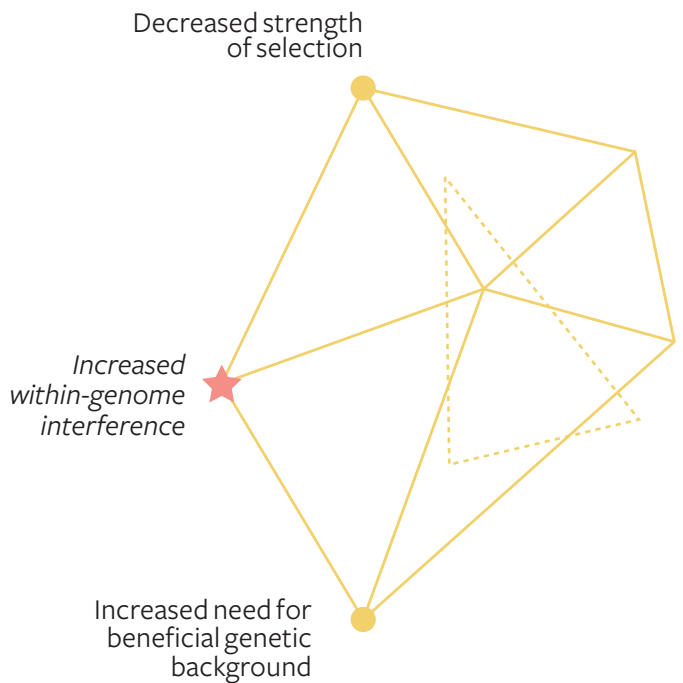 Decreased strength
of selection
Increased
within-genome
interference
Increased need for
beneficial genetic
background